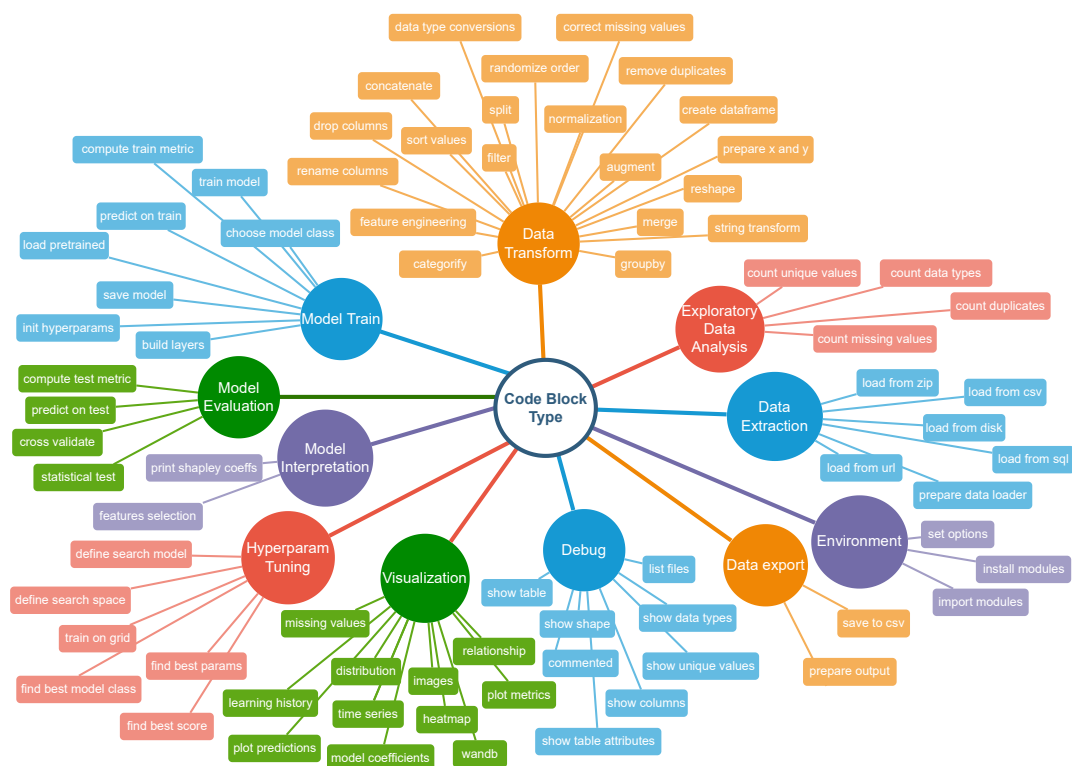 data type conversions
correct missing values
randomize order
remove duplicates
concatenate
split
create dataframe
normalization
drop columns
sort values
prepare x and y
filter
augment
rename columns
reshape
feature engineering
merge
string transform
categorify
groupby
Data
Transform
compute train metric
train model
predict on train
choose model class
load pretrained
save model
init hyperparams
build layers
Model Train
count unique values
count data types
count duplicates
count missing values
Exploratory
Data
Analysis
compute test metric
predict on test
cross validate
statistical test
Model
Evaluation
Code Block
Type
load from zip
load from csv
load from disk
load from sql
load from url
prepare data loader
Data
Extraction
print shapley coeffs
features selection
Model
Interpretation
set options
install modules
import modules
Environment
define search model
define search space
train on grid
find best params
find best model class
find best score
Hyperparam
Tuning
Visualization
missing values
relationship
distribution
images
plot metrics
learning history
time series
heatmap
plot predictions
model coefficients
wandb
Debug
list files
show table
show data types
show shape
commented
show unique values
show columns
show table attributes
Data export
save to csv
prepare output